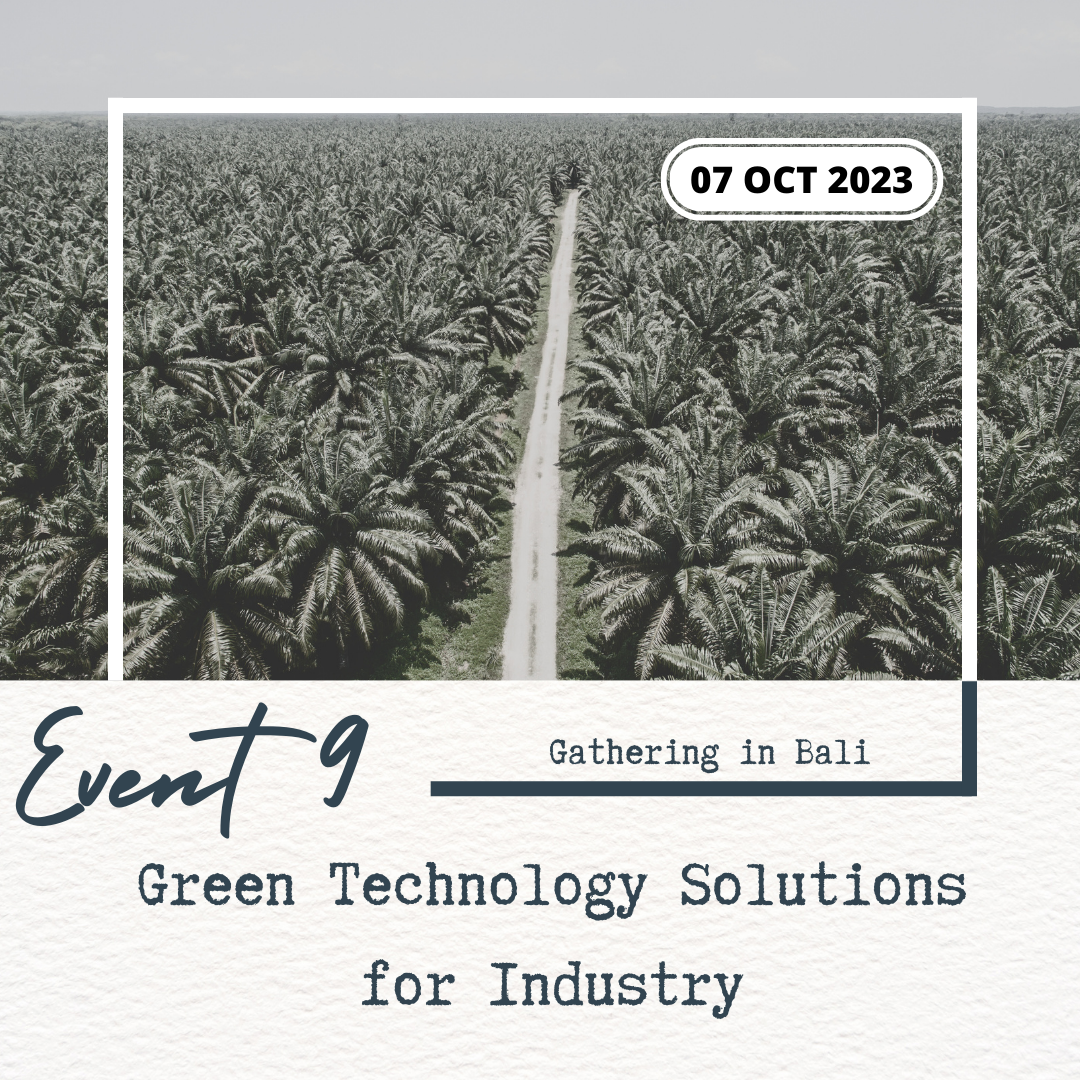 07 OCT 2023
Event 9
Gathering in Bali
Green Technology Solutions
for Industry